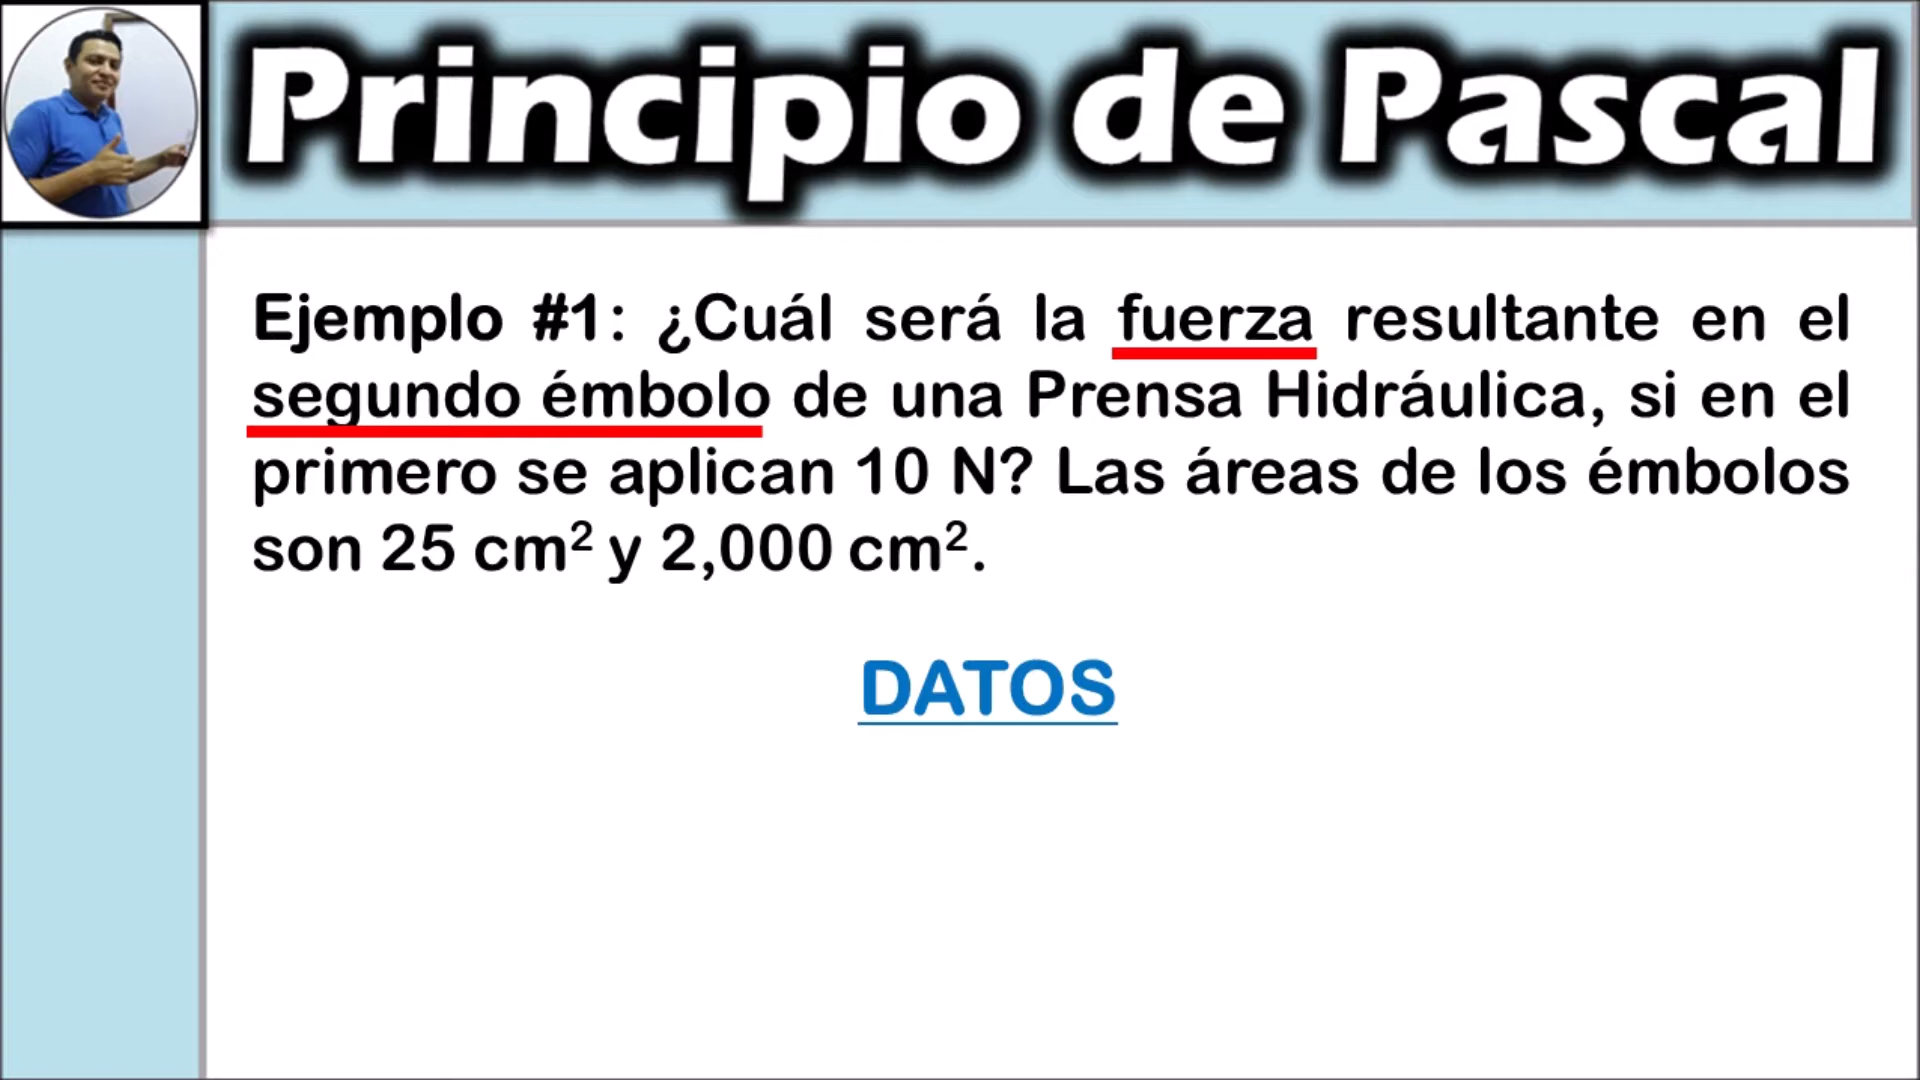 Principio de Pascal
Ejemplo #1: ¿Cuál será la fuerza resultante en el
segundo émbolo de una Prensa Hidráulica, si en el
primero se aplican 10 N? Las áreas de los émbolos
son 25 cm² y 2,000 cm².
DATOS